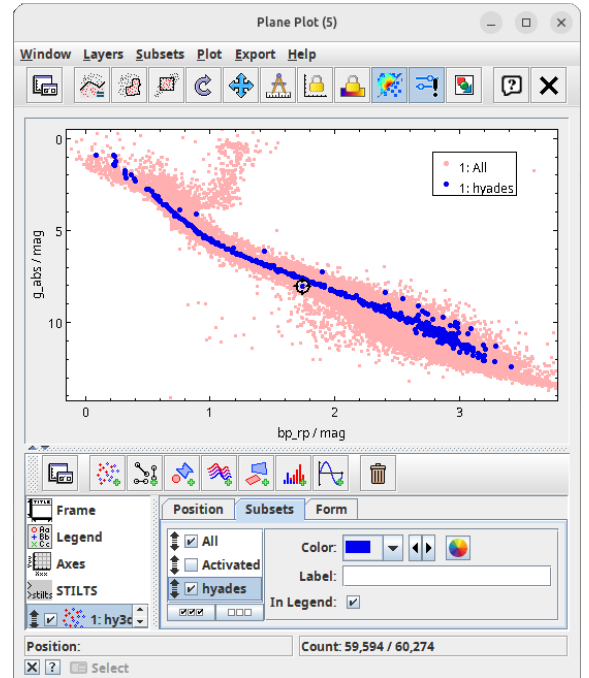 Plane Plot (5)
Window Layers Subsets Plot Export Help
0
5
10
g_abs / mag
1: All
1: hyades
0 1 2 3
bp_rp / mag
Frame
Legend
Axes
STILTS
1: hy3d
Position Subsets Form
All
Activated
hyades
Color:
Label:
In Legend:
Position:
Count: 59,594 / 60,274
Select